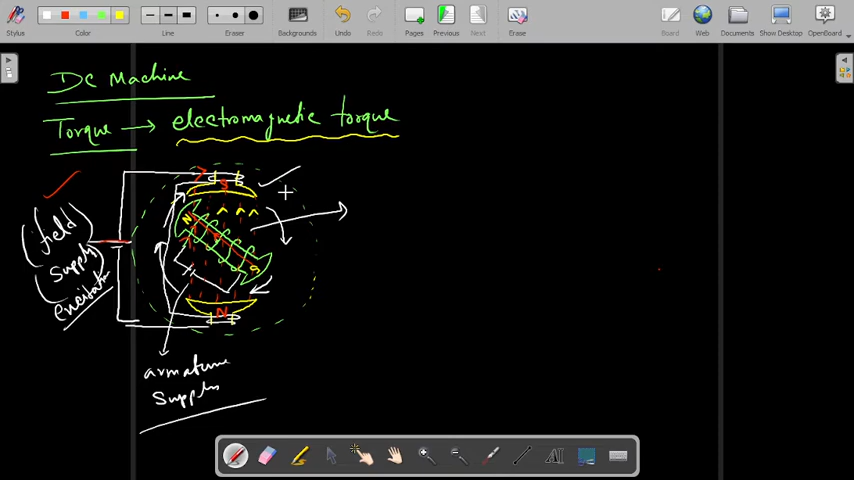 Stylus
Color
Line
Eraser
Backgrounds
Undo
Redo
Pages
Previous
Next
Erase
Board
Web
Documents
Show Desktop
OpenBoard
DC Machine
Torque → electromagnetic torque
S
N
S
N
(field
Supply)
excitation
armature
Supply
AI